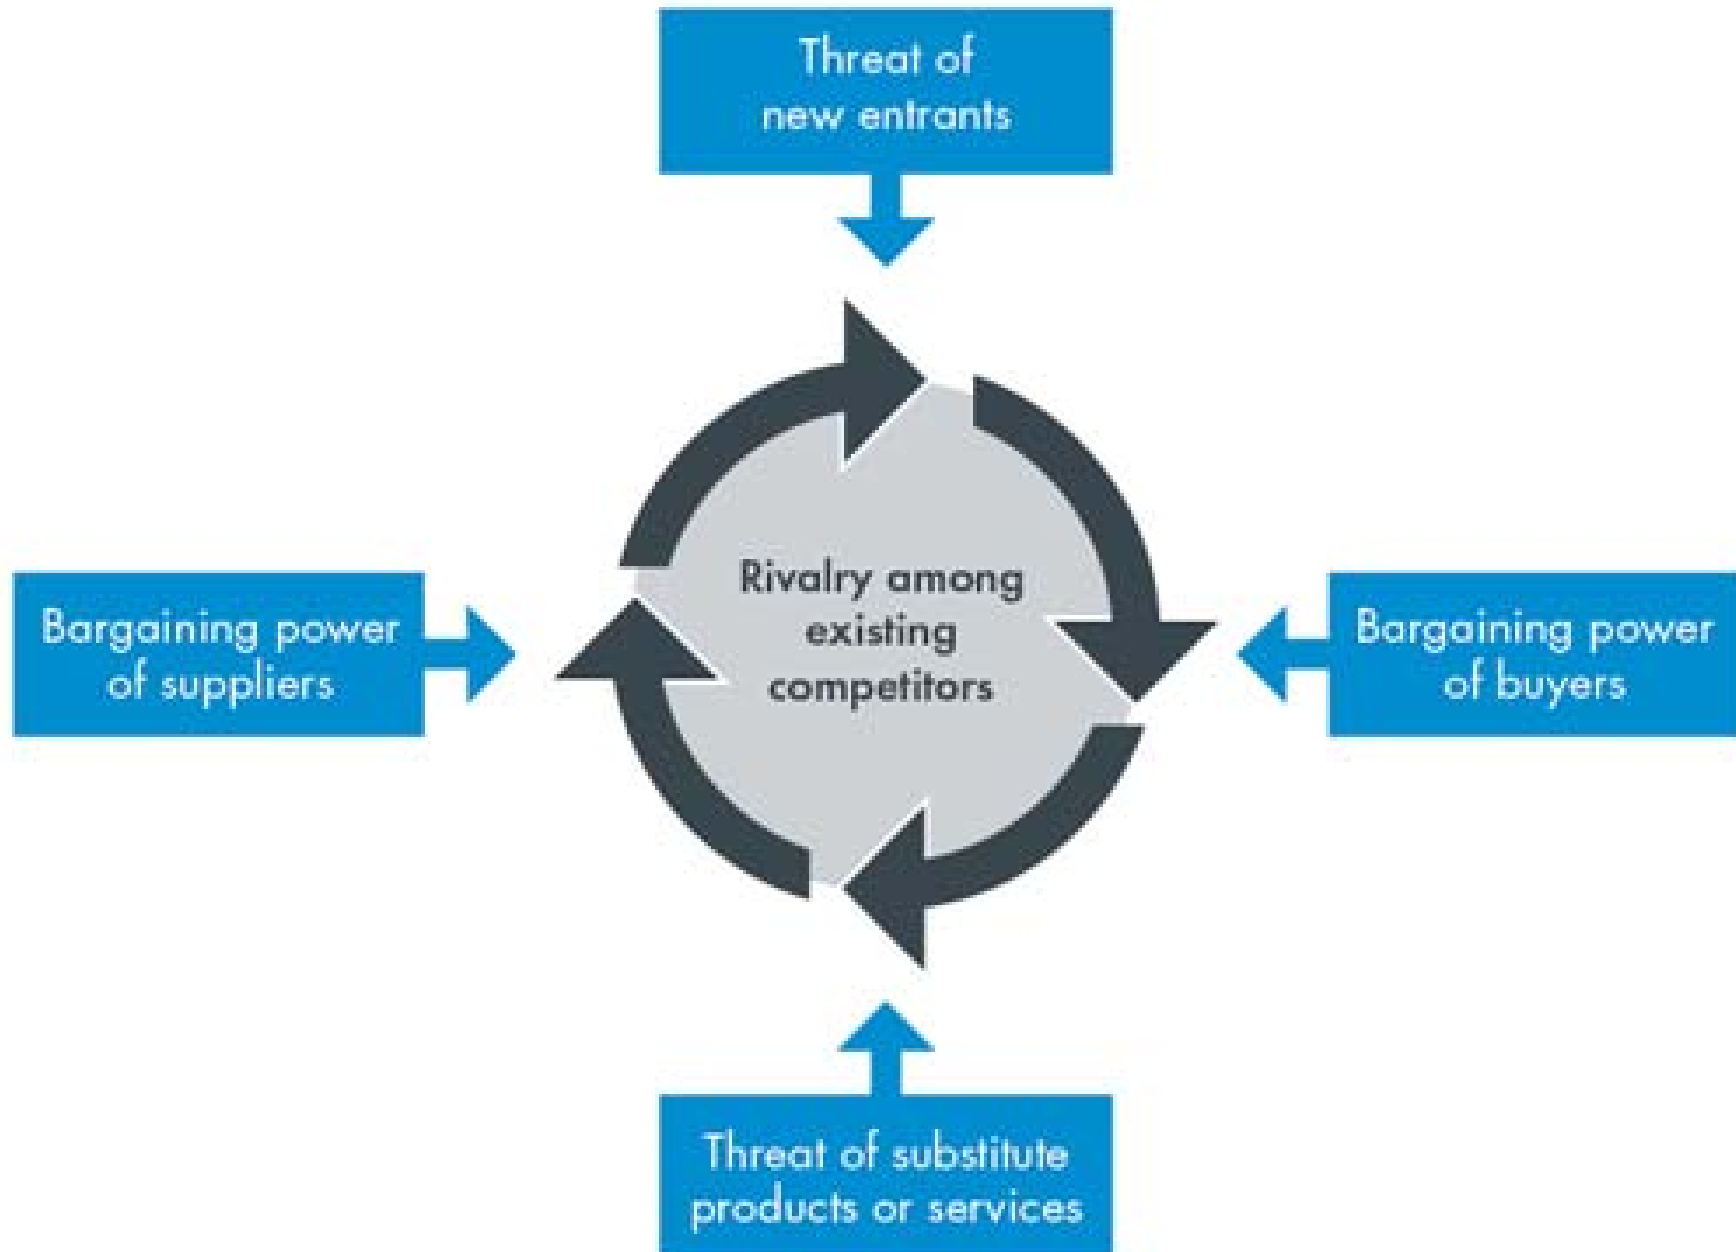 Threat of
new entrants
Bargaining power
of suppliers
Rivalry among
existing
competitors
Bargaining power
of buyers
Threat of substitute
products or services